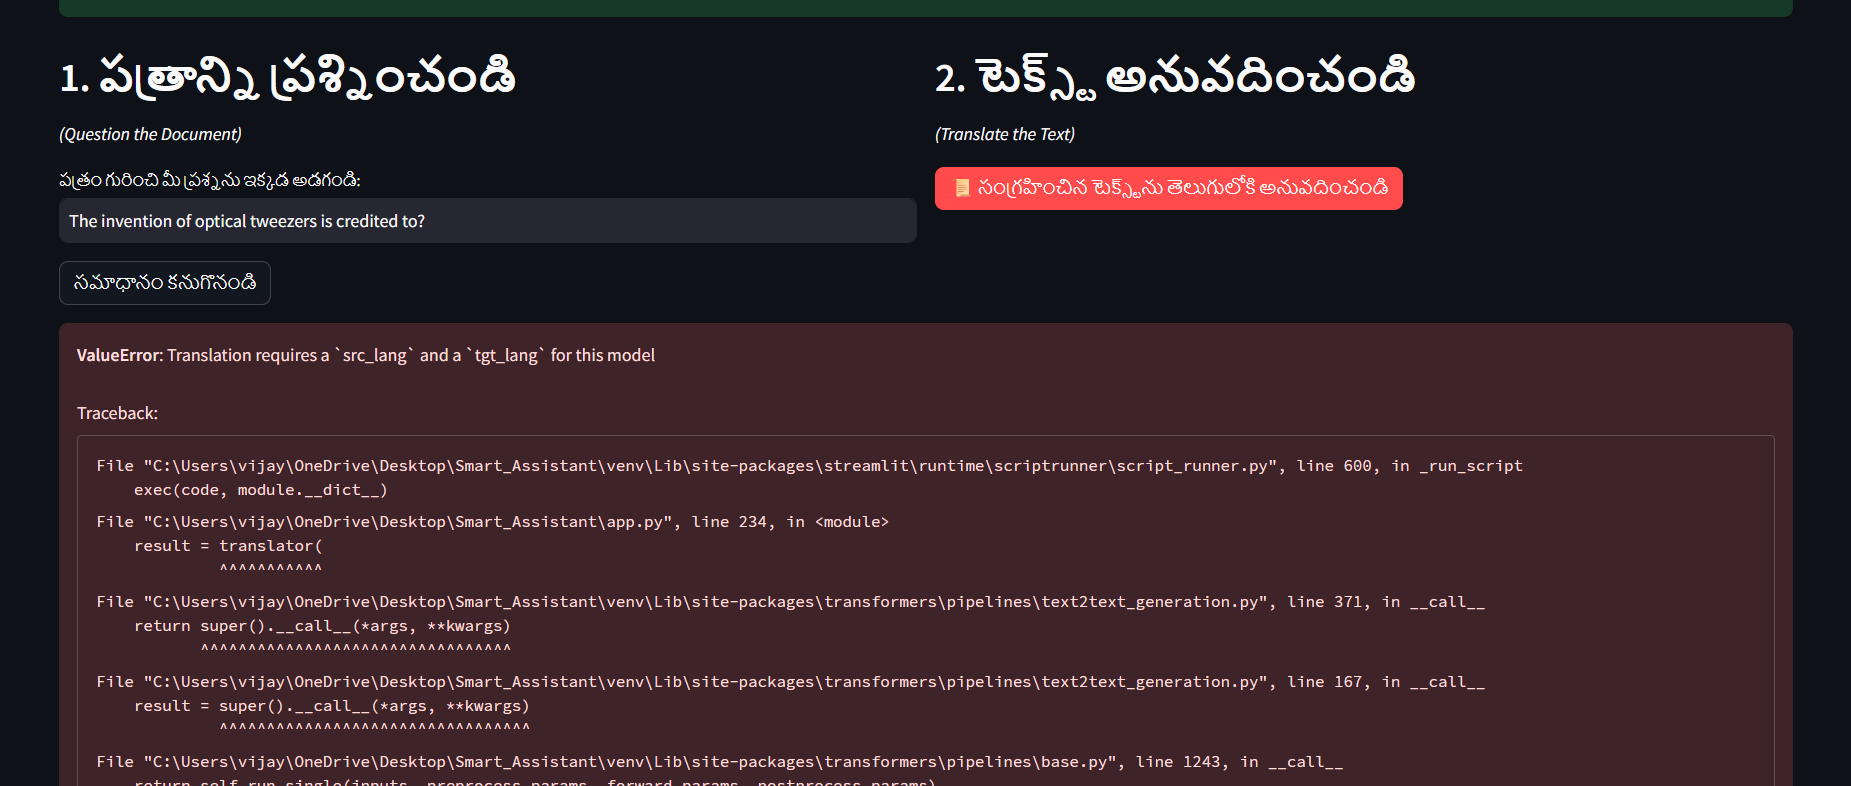 1. పత్రాన్ని ప్రశ్నించండి
(Question the Document)
పత్రం గురించి మీ ప్రశ్నను ఇక్కడ అడగండి:
The invention of optical tweezers is credited to?
సమాధానం కనుగొనండి
2. టెక్స్ట్ అనువదించండి
(Translate the Text)
📜 సంగ్రహించిన టెక్స్ట్‌ను తెలుగులోకి అనువదించండి
ValueError: Translation requires a `src_lang` and a `tgt_lang` for this model
Traceback:
File "C:\Users\vijay\OneDrive\Desktop\Smart_Assistant\venv\Lib\site-packages\streamlit\runtime\scriptrunner\script_runner.py", line 600, in _run_script
exec(code, module.__dict__)
File "C:\Users\vijay\OneDrive\Desktop\Smart_Assistant\app.py", line 234, in <module>
result = translator(
^^^^^^^^^^^
File "C:\Users\vijay\OneDrive\Desktop\Smart_Assistant\venv\Lib\site-packages\transformers\pipelines\text2text_generation.py", line 371, in __call__
return super().__call__(*args, **kwargs)
^^^^^^^^^^^^^^^^^^^^^^^^^^^^^^^^^
File "C:\Users\vijay\OneDrive\Desktop\Smart_Assistant\venv\Lib\site-packages\transformers\pipelines\text2text_generation.py", line 167, in __call__
result = super().__call__(*args, **kwargs)
^^^^^^^^^^^^^^^^^^^^^^^^^^^^^^^^^
File "C:\Users\vijay\OneDrive\Desktop\Smart_Assistant\venv\Lib\site-packages\transformers\pipelines\base.py", line 1243, in __call__
return self.run_single(inputs, preprocess_params, forward_params, postprocess_params)